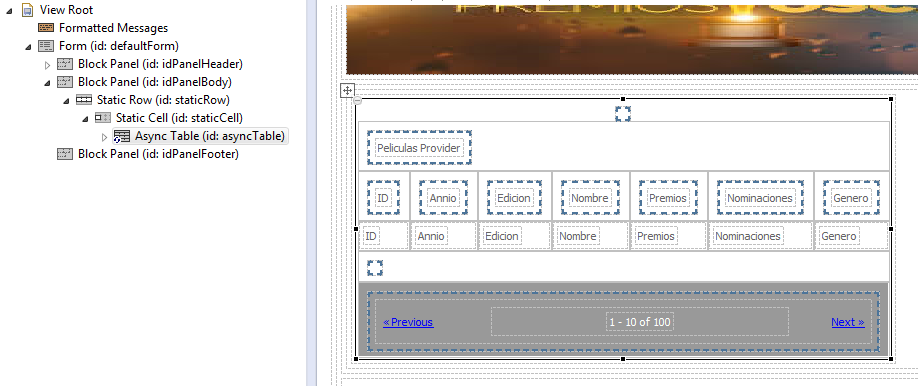 View Root
Formatted Messages
Form (id: defaultForm)
Block Panel (id: idPanelHeader)
Block Panel (id: idPanelBody)
Static Row (id: staticRow)
Static Cell (id: staticCell)
Async Table (id: asyncTable)
Block Panel (id: idPanelFooter)
PREMIOS
Peliculas Provider
ID Annio Edicion Nombre Premios Nominaciones Genero
ID Annio Edicion Nombre Premios Nominaciones Genero
« Previous 1 - 10 of 100 Next »